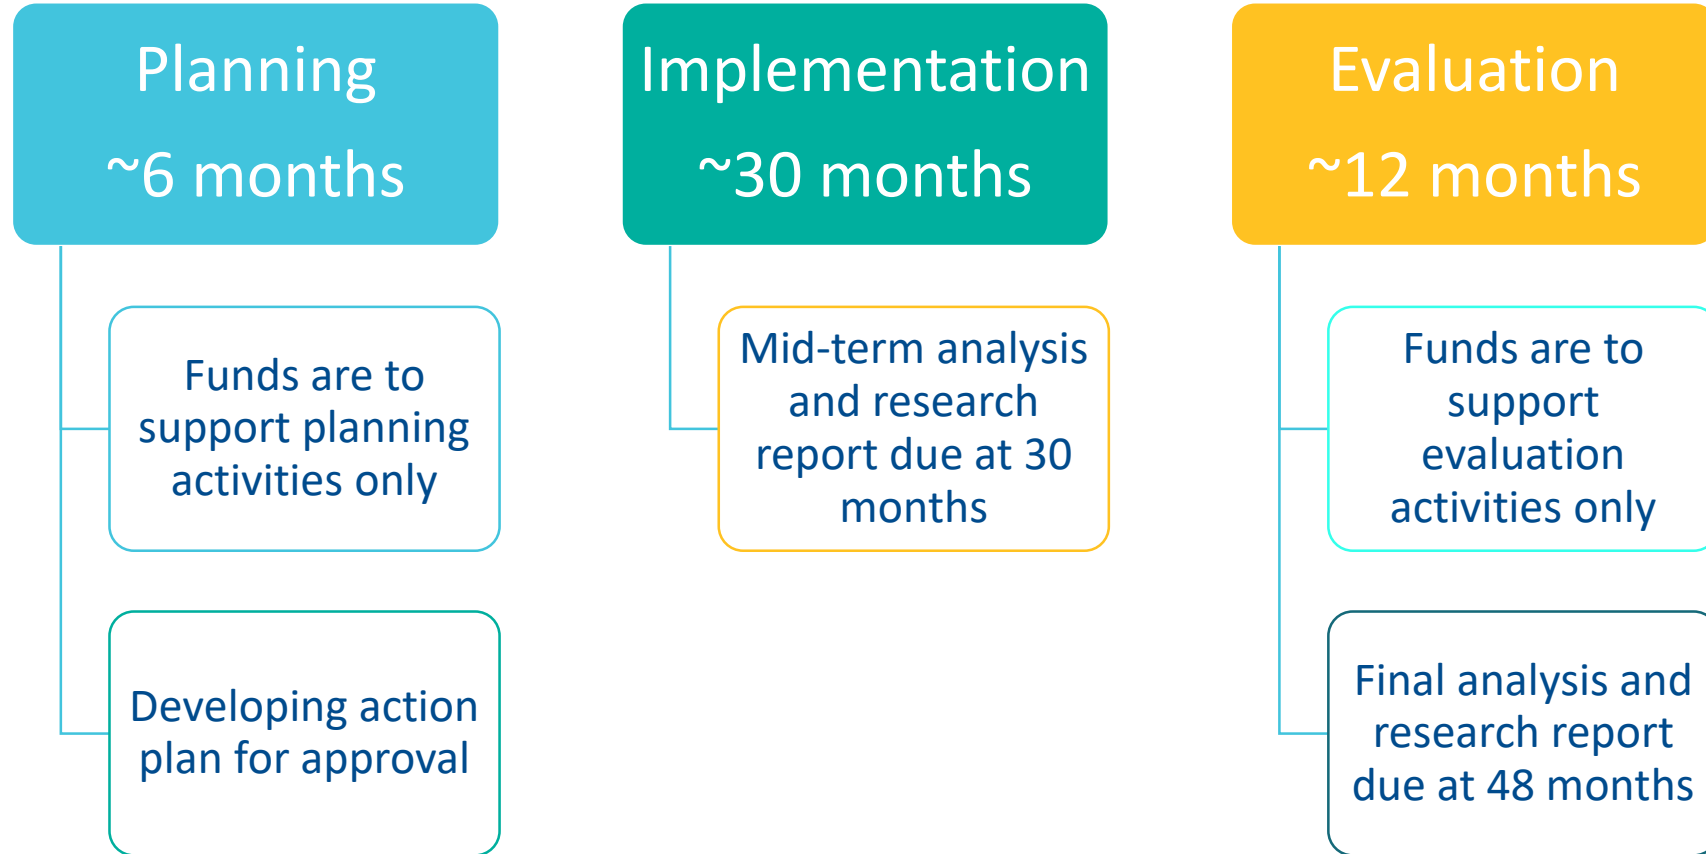 Planning
~6 months
Funds are to
support planning
activities only
Developing action
plan for approval
Implementation
~30 months
Mid-term analysis
and research
report due at 30
months
Evaluation
~12 months
Funds are to
support
evaluation
activities only
Final analysis and
research report
due at 48 months